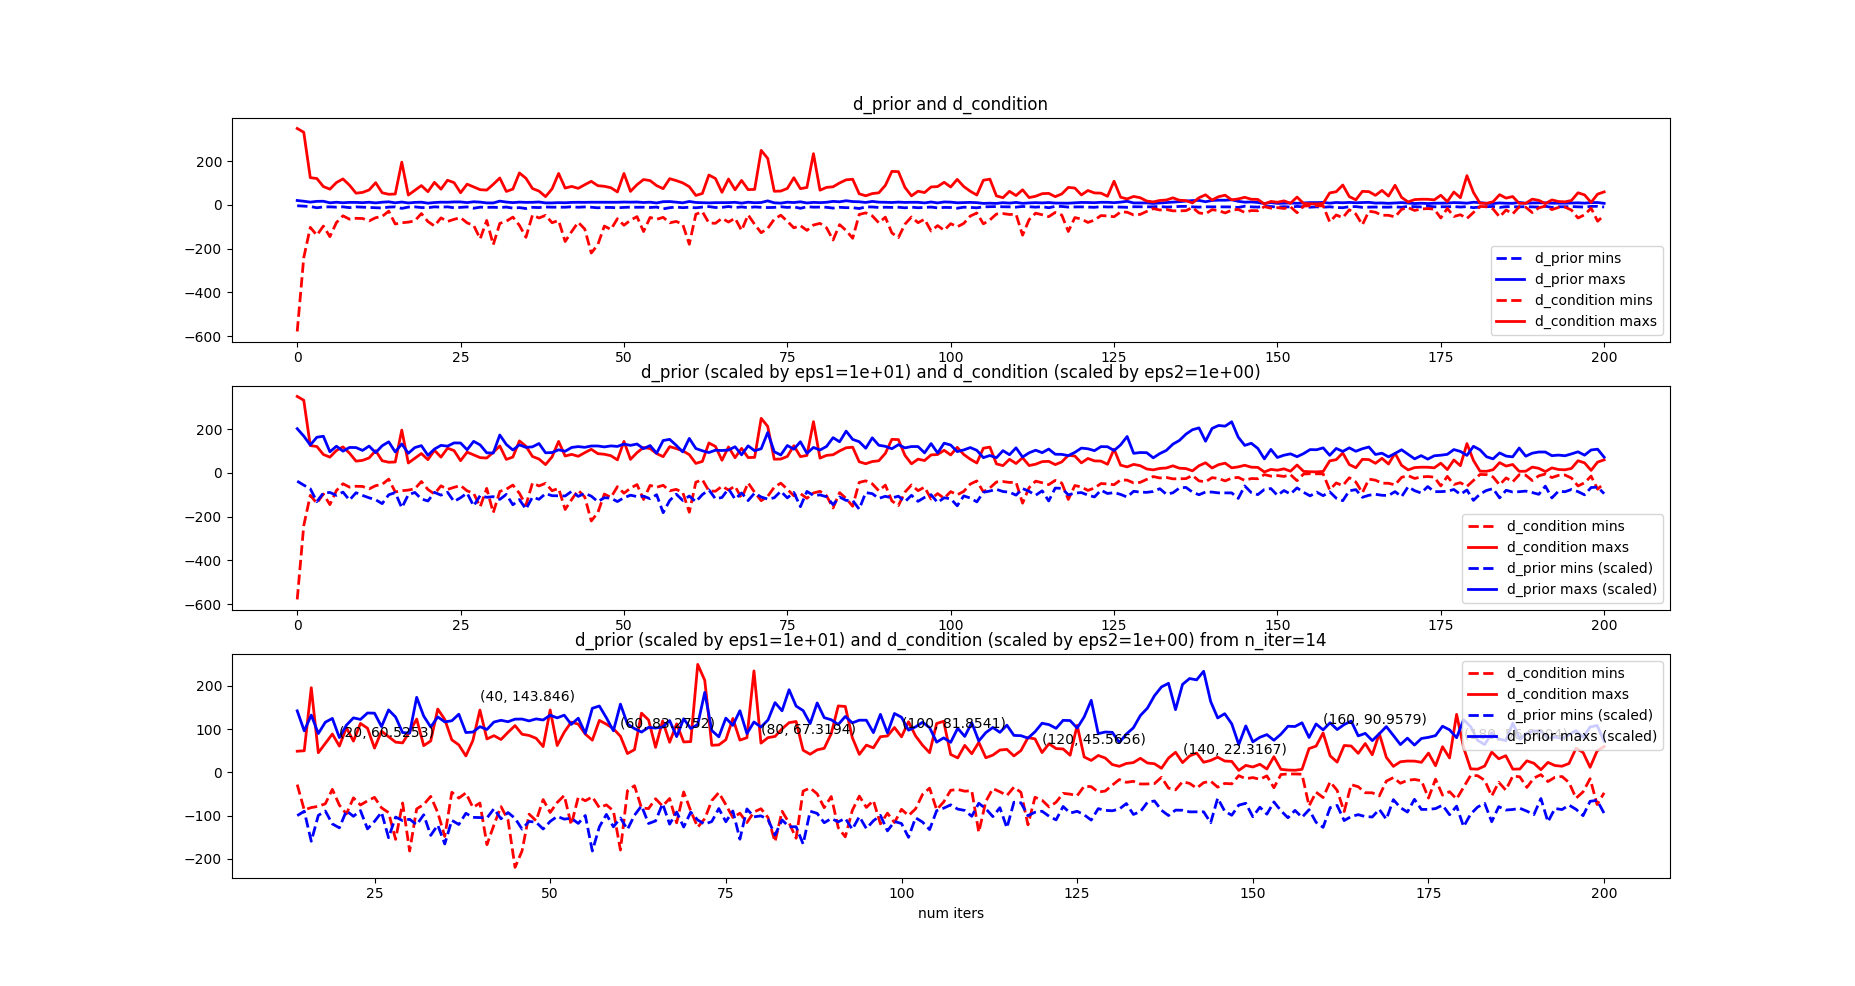 d_prior and d_condition
200
0
−200
−400
−600
d_prior mins
d_prior maxs
d_condition mins
d_condition maxs
0 25 50 75 100 125 150 175 200
d_prior (scaled by eps1=1e+01) and d_condition (scaled by eps2=1e+00)
200
0
−200
−400
−600
d_condition mins
d_condition maxs
d_prior mins (scaled)
d_prior maxs (scaled)
0 25 50 75 100 125 150 175 200
d_prior (scaled by eps1=1e+01) and d_condition (scaled by eps2=1e+00) from n_iter=14
200
100
0
−100
−200
(40, 143.846)
(80, 67.3194)
(100, 81.8541)
(120, 45.5656)
(140, 22.3167)
(160, 90.9579)
d_condition mins
d_condition maxs
d_prior mins (scaled)
d_prior maxs (scaled)
25 50 75 100 125 150 175 200
num iters